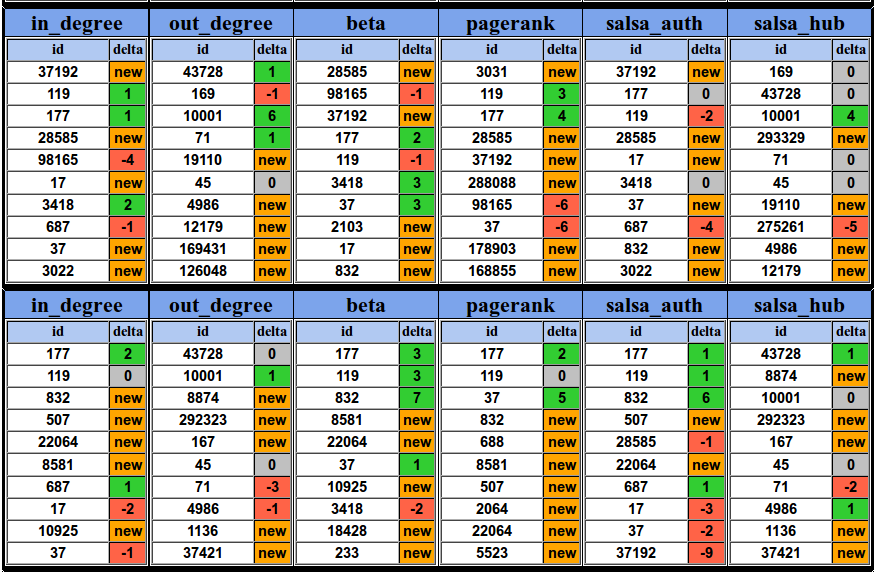 in_degree out_degree beta pagerank salsa_auth salsa_hub
id delta id delta id delta id delta id delta id delta
37192 new 43728 1 28585 new 3031 new 37192 new 169 0
119 1 169 -1 98165 -1 119 3 177 0 43728 0
177 1 10001 6 37192 new 177 4 119 -2 10001 4
28585 new 71 1 177 2 28585 new 28585 new 293329 new
98165 -4 19110 new 119 -1 37192 new 17 new 71 0
17 new 45 0 3418 3 288088 new 3418 0 45 0
3418 2 4986 new 37 3 98165 -6 37 new 19110 new
687 -1 12179 new 2103 new 37 -6 687 -4 275261 -5
37 new 169431 new 17 new 178903 new 832 new 4986 new
3022 new 126048 new 832 new 168855 new 3022 new 12179 new
in_degree out_degree beta pagerank salsa_auth salsa_hub
id delta id delta id delta id delta id delta id delta
177 2 43728 0 177 3 177 2 177 1 43728 1
119 0 10001 1 119 3 119 0 119 1 8874 new
832 new 8874 new 832 7 37 5 832 6 10001 0
507 new 292323 new 8581 new 832 new 507 new 292323 new
22064 new 167 new 22064 new 688 new 28585 -1 167 new
8581 new 45 0 37 1 8581 new 22064 new 45 0
687 1 71 -3 10925 new 507 new 687 1 71 -2
17 -2 4986 -1 3418 -2 2064 new 17 -3 4986 1
10925 new 1136 new 18428 new 22064 new 37 -2 1136 new
37 -1 37421 new 233 new 5523 new 37192 -9 37421 new